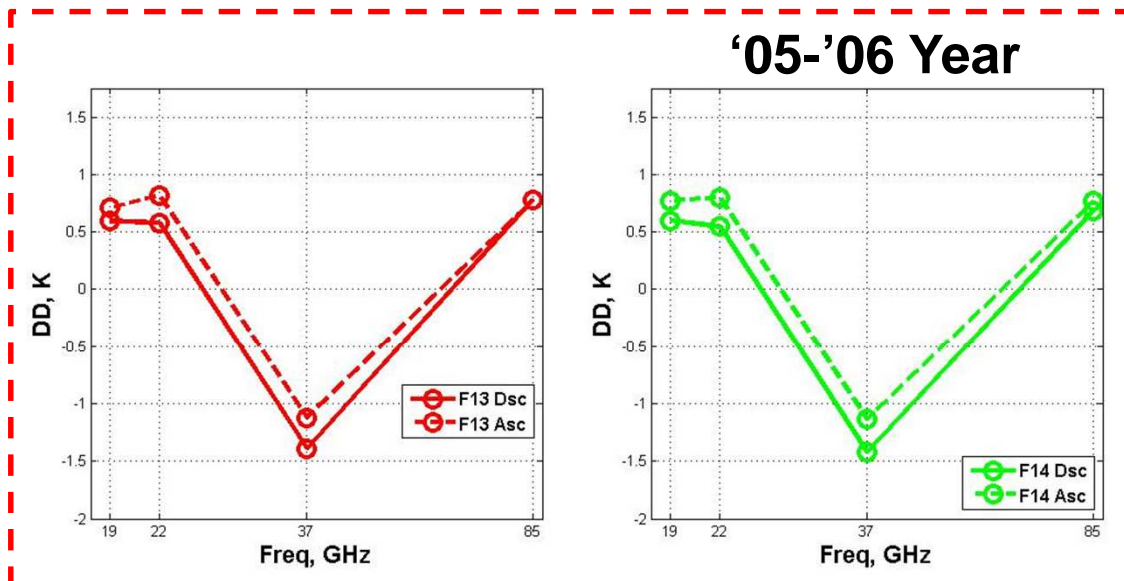 ‘05-’06 Year
1.5
1
0.5
0
-0.5
-1
-1.5
-2
DD, K
19
22
37
85
Freq, GHz
F13 Dsc
F13 Asc
1.5
1
0.5
0
-0.5
-1
-1.5
-2
DD, K
19
22
37
85
Freq, GHz
F14 Dsc
F14 Asc